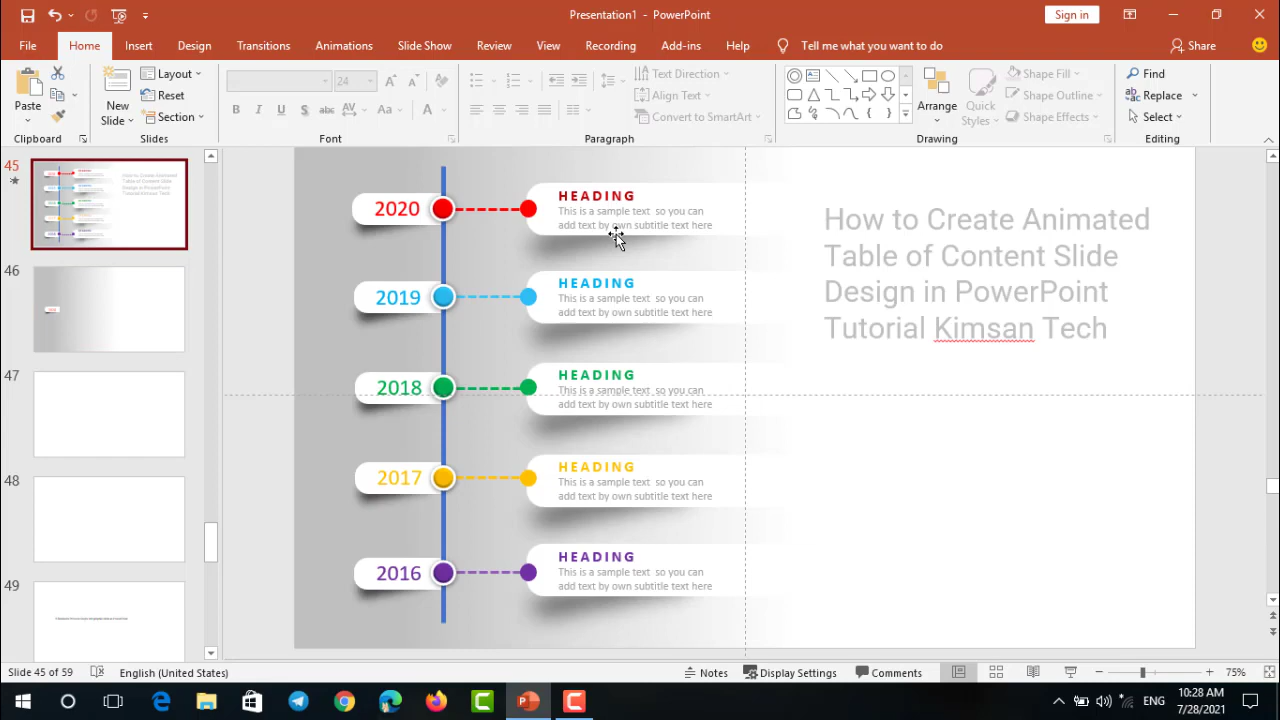 Presentation1 - PowerPoint
Sign in
File Home Insert Design Transitions Animations Slide Show Review View Recording Add-ins Help Tell me what you want to do Share
Paste
New
Slide
Layout
Reset
Section
24
B I U S abc AV Aa A
Text Direction
Align Text
Convert to SmartArt
Arrange
Quick
Styles
Shape Fill
Shape Outline
Shape Effects
Find
Replace
Select
Clipboard Slides Font Paragraph Drawing Editing
45
46
47
48
49
2020
HEADING
This is a sample text so you can
add text by own subtitle text here
2019
HEADING
This is a sample text so you can
add text by own subtitle text here
2018
HEADING
This is a sample text so you can
add text by own subtitle text here
2017
HEADING
This is a sample text so you can
add text by own subtitle text here
2016
HEADING
This is a sample text so you can
add text by own subtitle text here
How to Create Animated
Table of Content Slide
Design in PowerPoint
Tutorial Kimsan Tech
Slide 45 of 59 English (United States) Notes Display Settings Comments 75%
ENG
10:28 AM
7/28/2021